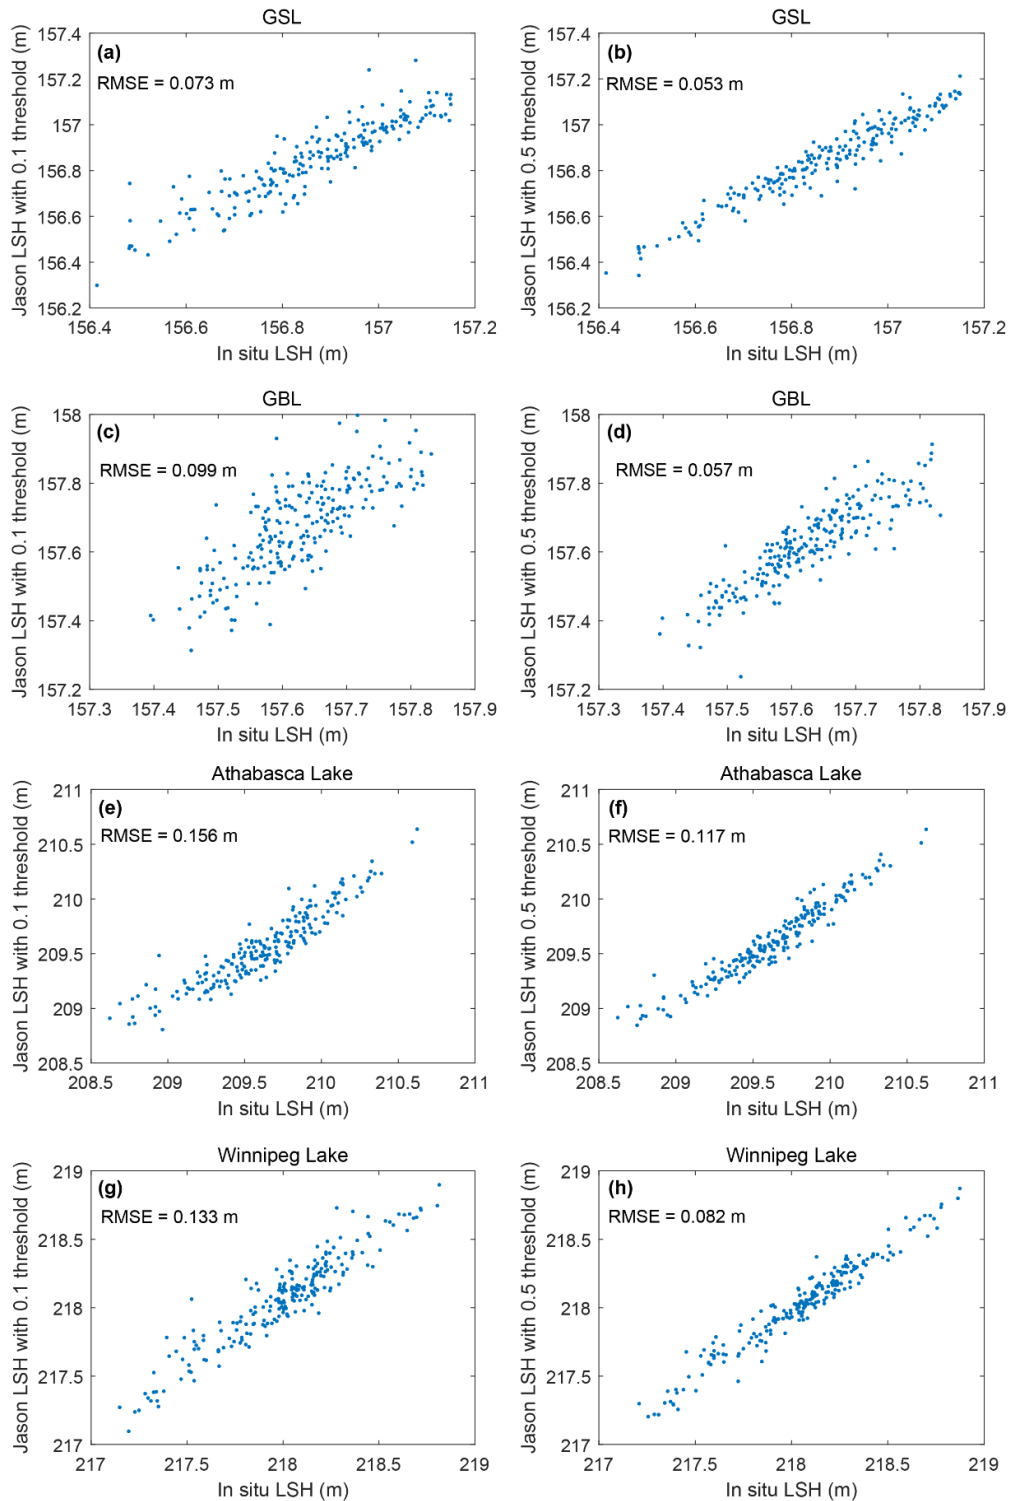 GSL
(a)
RMSE = 0.073 m
Jason LSH with 0.1 threshold (m)
157.4
157.2
157
156.8
156.6
156.4
156.2
156.4
156.6
156.8
157
157.2
In situ LSH (m)
GSL
(b)
RMSE = 0.053 m
Jason LSH with 0.5 threshold (m)
157.4
157.2
157
156.8
156.6
156.4
156.2
156.4
156.6
156.8
157
157.2
In situ LSH (m)
GBL
(c)
RMSE = 0.099 m
Jason LSH with 0.1 threshold (m)
158
157.8
157.6
157.4
157.2
157.3
157.4
157.5
157.6
157.7
157.8
157.9
In situ LSH (m)
GBL
(d)
RMSE = 0.057 m
Jason LSH with 0.5 threshold (m)
158
157.8
157.6
157.4
157.2
157.3
157.4
157.5
157.6
157.7
157.8
157.9
In situ LSH (m)
Athabasca Lake
(e)
RMSE = 0.156 m
Jason LSH with 0.1 threshold (m)
211
210.5
210
209.5
209
208.5
208.5
209
209.5
210
210.5
211
In situ LSH (m)
Athabasca Lake
(f)
RMSE = 0.117 m
Jason LSH with 0.5 threshold (m)
211
210.5
210
209.5
209
208.5
208.5
209
209.5
210
210.5
211
In situ LSH (m)
Winnipeg Lake
(g)
RMSE = 0.133 m
Jason LSH with 0.1 threshold (m)
219
218.5
218
217.5
217
217
217.5
218
218.5
219
In situ LSH (m)
Winnipeg Lake
(h)
RMSE = 0.082 m
Jason LSH with 0.5 threshold (m)
219
218.5
218
217.5
217
217
217.5
218
218.5
219
In situ LSH (m)